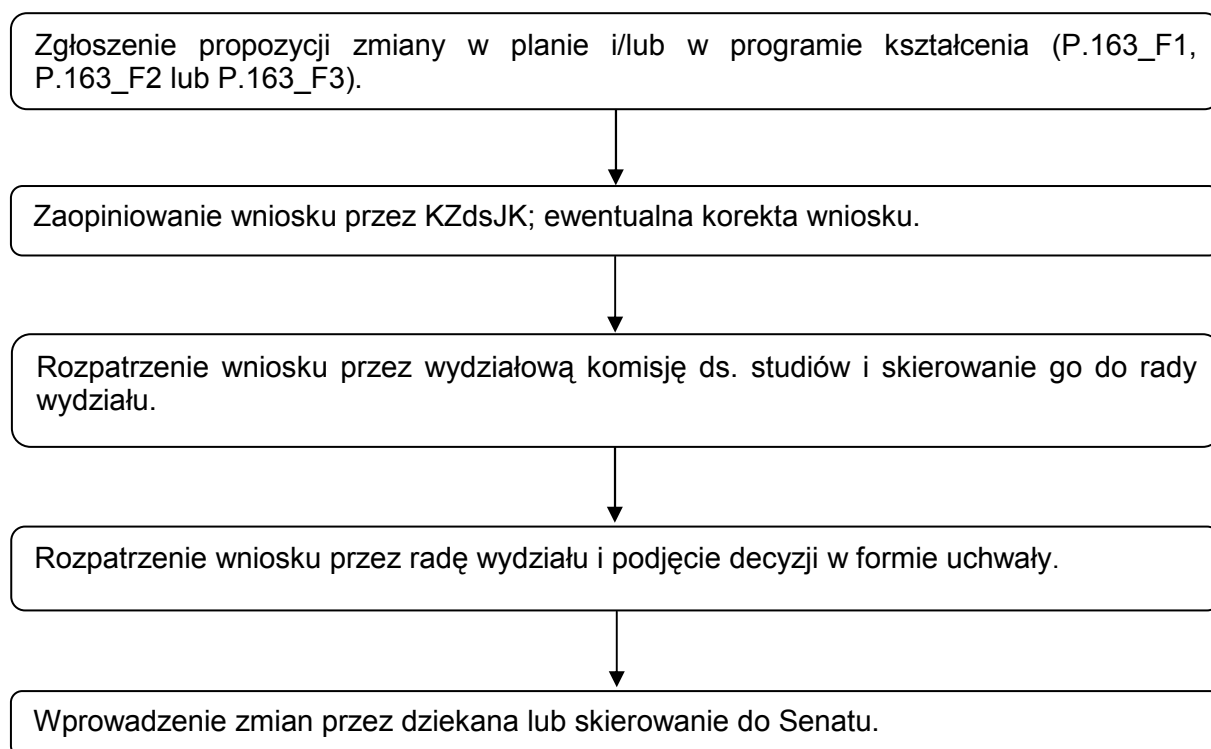 Zgłoszenie propozycji zmiany w planie i/lub w programie kształcenia (P.163_F1,
P.163_F2 lub P.163_F3).
Zaopiniowanie wniosku przez KZdsJK; ewentualna korekta wniosku.
Rozpatrzenie wniosku przez wydziałową komisję ds. studiów i skierowanie go do rady
wydziału.
Rozpatrzenie wniosku przez radę wydziału i podjęcie decyzji w formie uchwały.
Wprowadzenie zmian przez dziekana lub skierowanie do Senatu.